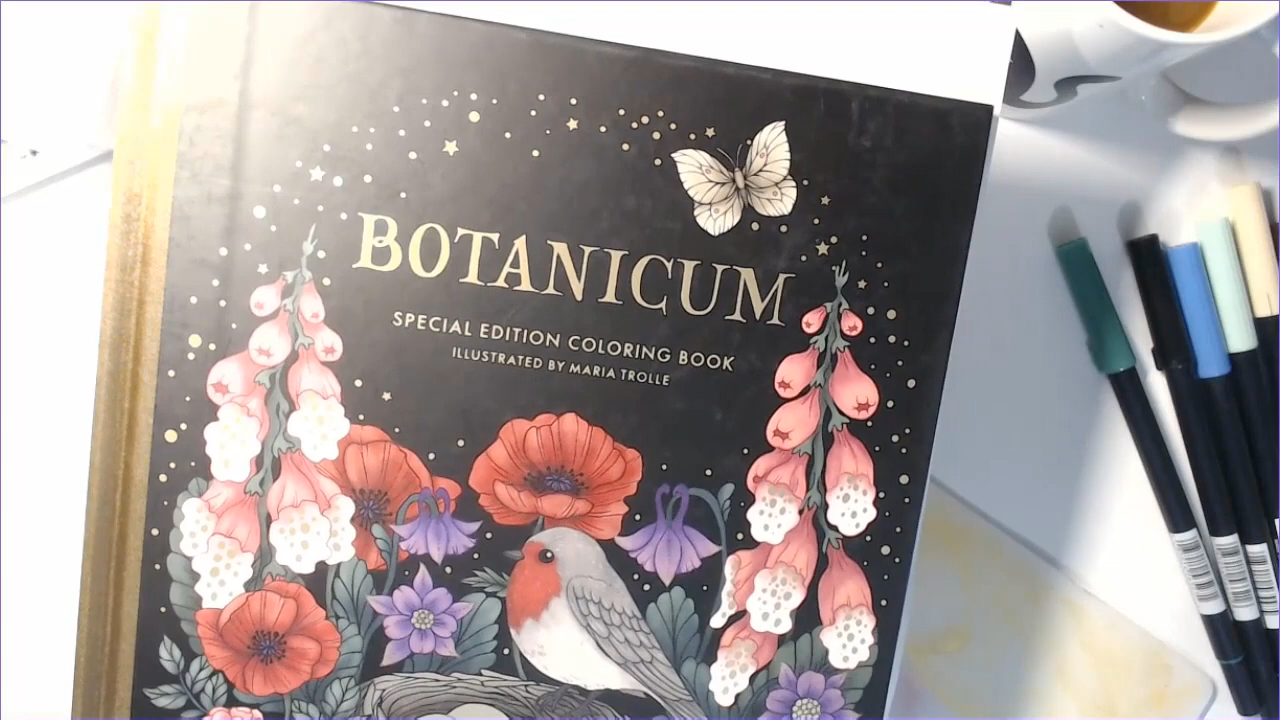 BOTANICUM
SPECIAL EDITION COLORING BOOK
ILLUSTRATED BY MARIA TROLLE